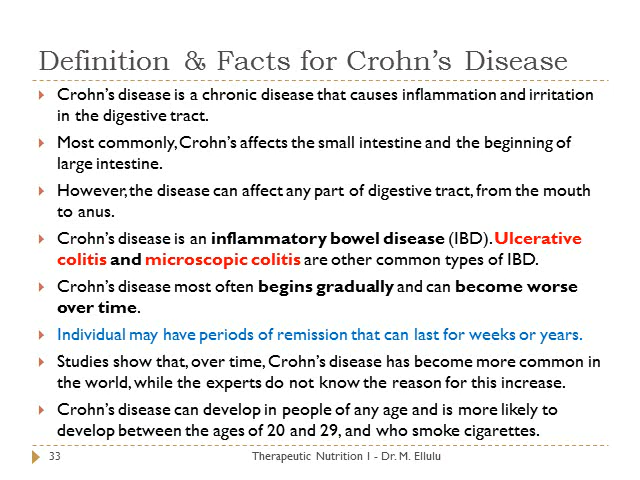 Definition & Facts for Crohn's Disease
Crohn's disease is a chronic disease that causes inflammation and irritation
in the digestive tract.
Most commonly, Crohn's affects the small intestine and the beginning of
large intestine.
However, the disease can affect any part of digestive tract, from the mouth
to anus.
Crohn's disease is an inflammatory bowel disease (IBD). Ulcerative
colitis and microscopic colitis are other common types of IBD.
Crohn's disease most often begins gradually and can become worse
over time.
Individual may have periods of remission that can last for weeks or years.
Studies show that, over time, Crohn's disease has become more common in
the world, while the experts do not know the reason for this increase.
Crohn's disease can develop in people of any age and is more likely to
develop between the ages of 20 and 29, and who smoke cigarettes.
33 Therapeutic Nutrition I - Dr. M. Ellulu